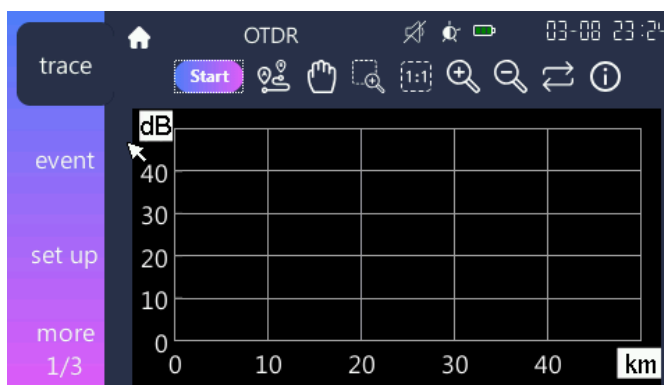 OTDR 03-08 23:24
trace
Start 1:1
dB
event
40
30
set up
20
10
more
0
1/3
0 10 20 30 40 km